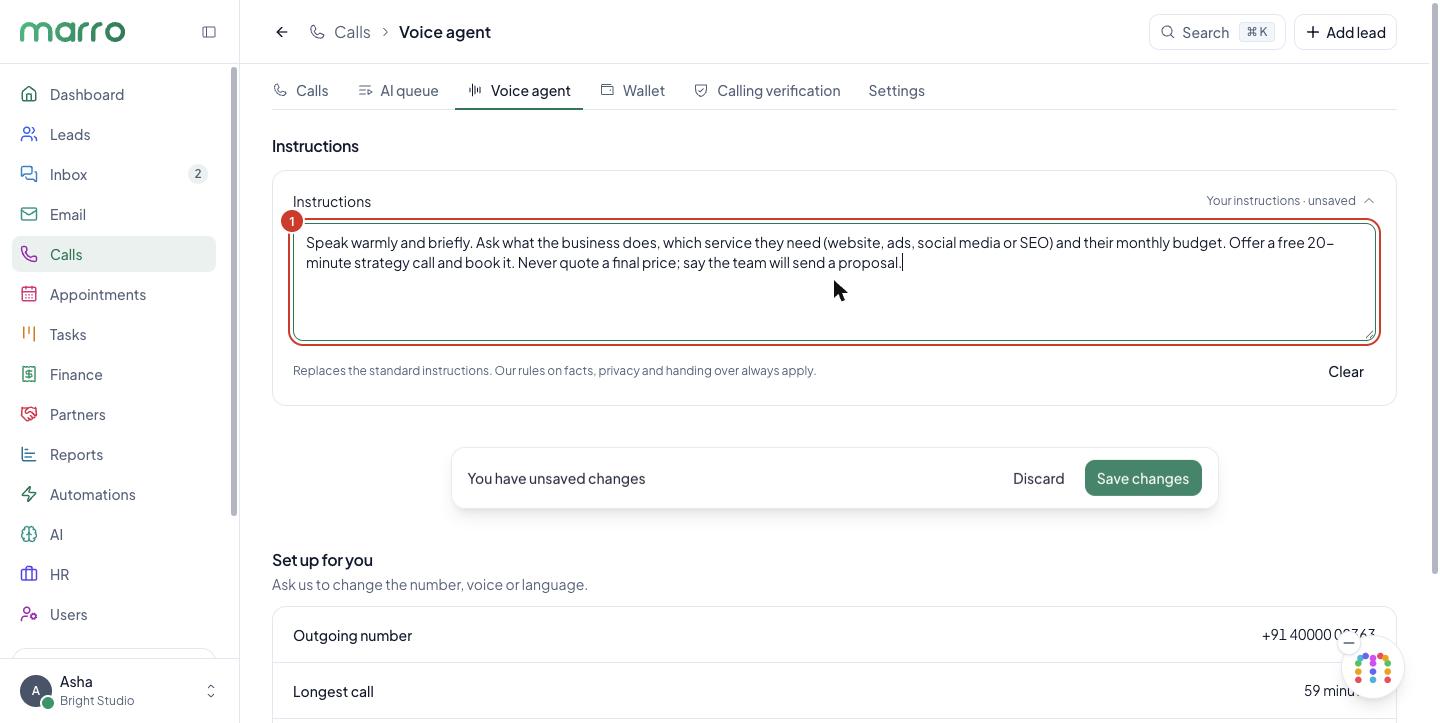 marro
Calls
Voice agent
Search
⌘ K
Add lead
Dashboard
Leads
Inbox
2
Email
Calls
Appointments
Tasks
Finance
Partners
Reports
Automations
AI
HR
Users
A
Asha
Bright Studio
Calls
AI queue
Voice agent
Wallet
Calling verification
Settings
Instructions
Instructions
Your instructions · unsaved
1
Speak warmly and briefly. Ask what the business does, which service they need (website, ads, social media or SEO) and their monthly budget. Offer a free 20-
minute strategy call and book it. Never quote a final price; say the team will send a proposal.
Replaces the standard instructions. Our rules on facts, privacy and handing over always apply.
Clear
You have unsaved changes
Discard
Save changes
Set up for you
Ask us to change the number, voice or language.
Outgoing number
+91 40000
Longest call
59